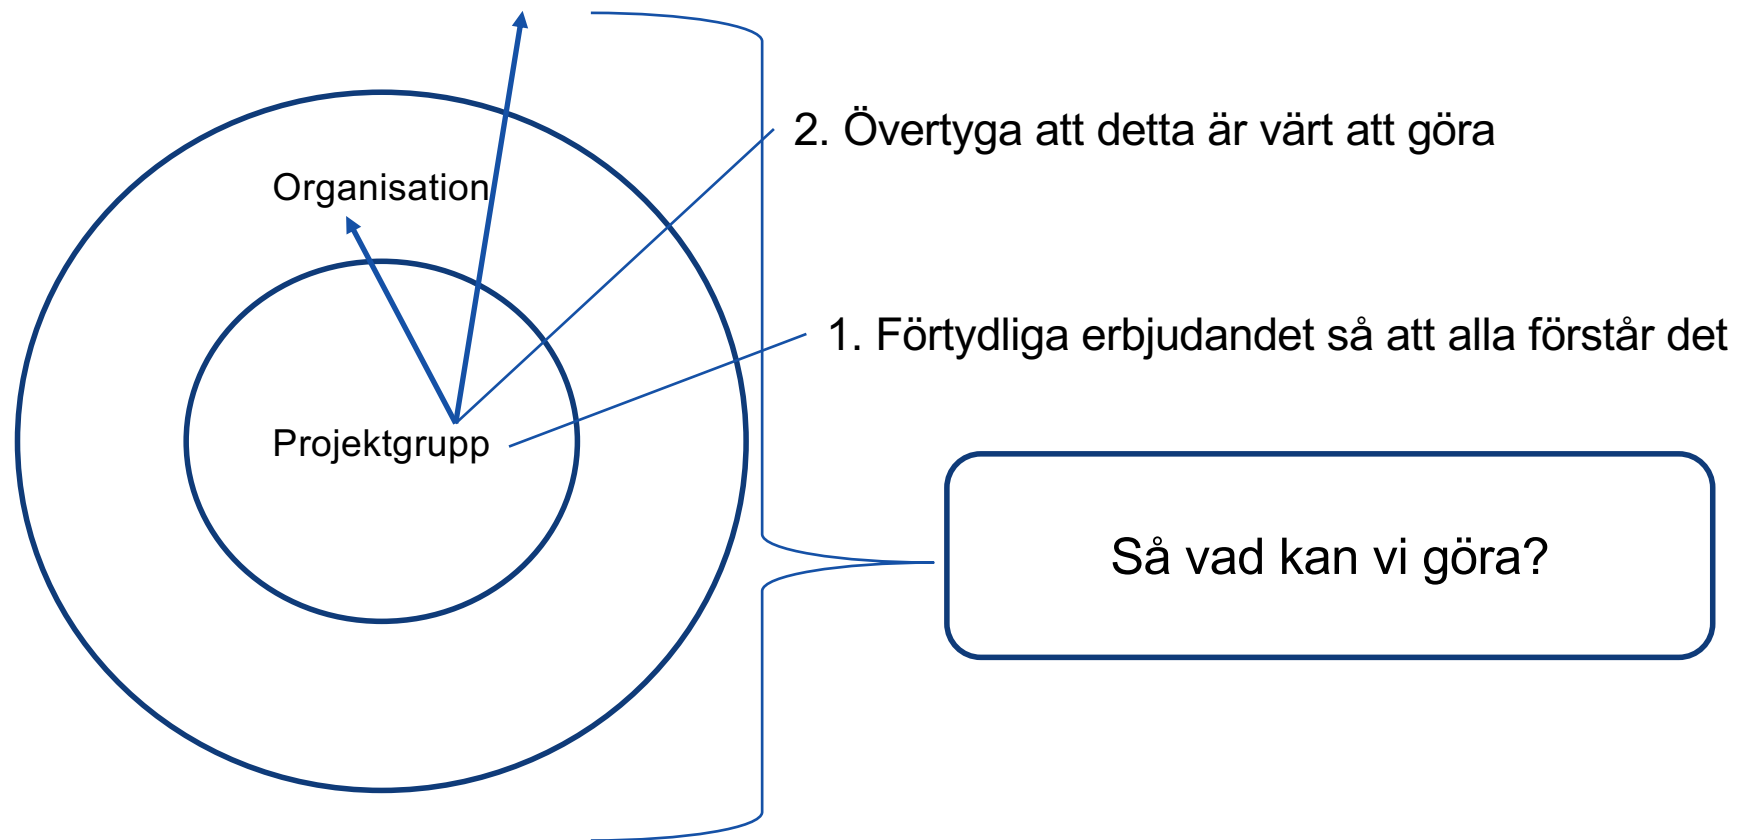 2. Övertyga att detta är värt att göra
Organisation
1. Förtydliga erbjudandet så att alla förstår det
Projektgrupp
Så vad kan vi göra?